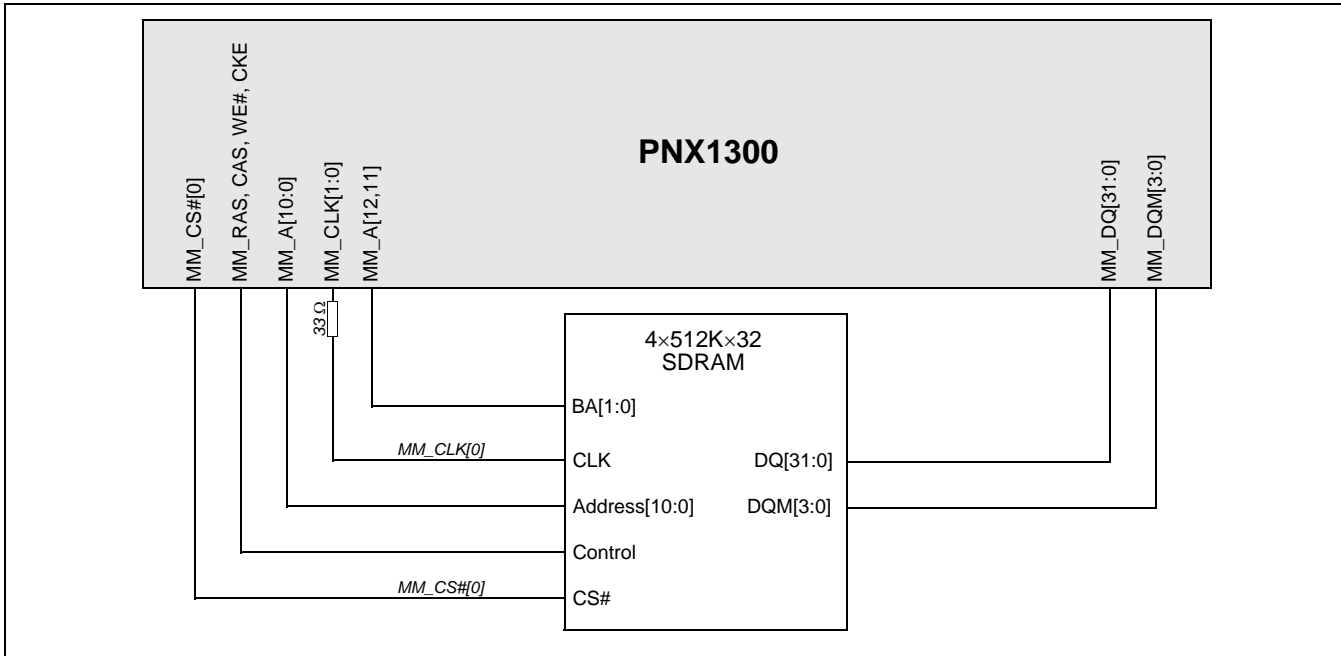 PNX1300
MM_CS#[0]
MM_RAS, CAS, WE#, CKE
MM_A[10:0]
MM_CLK[1:0]
MM_A[12,11]
MM_DQ[31:0]
MM_DQM[3:0]
33 Ω
4×512K×32
SDRAM
BA[1:0]
MM_CLK[0]
CLK
DQ[31:0]
Address[10:0]
DQM[3:0]
Control
MM_CS#[0]
CS#